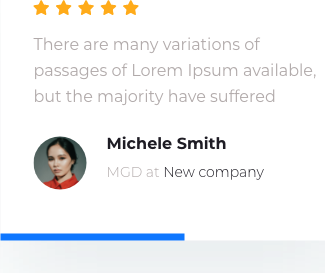 There are many variations of
passages of Lorem Ipsum available,
but the majority have suffered
Michele Smith
MGD at New company